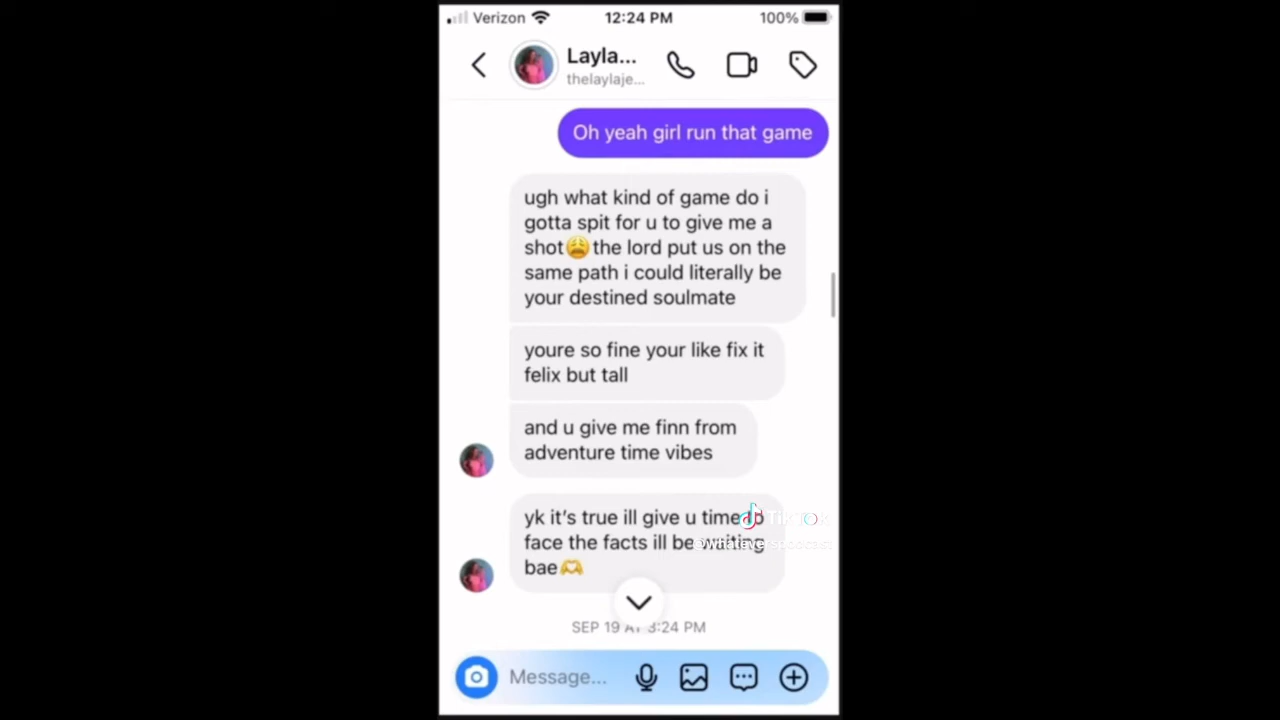 Verizon 12:24 PM 100%
Layla...
thelaylaje...
Oh yeah girl run that game
ugh what kind of game do i
gotta spit for u to give me a
shot😩the lord put us on the
same path i could literally be
your destined soulmate
youre so fine your like fix it
felix but tall
and u give me finn from
adventure time vibes
yk it's true ill give u time
TikTok
face the facts ill be waiting
bae🫶
SEP 19 AT 3:24 PM
Message...